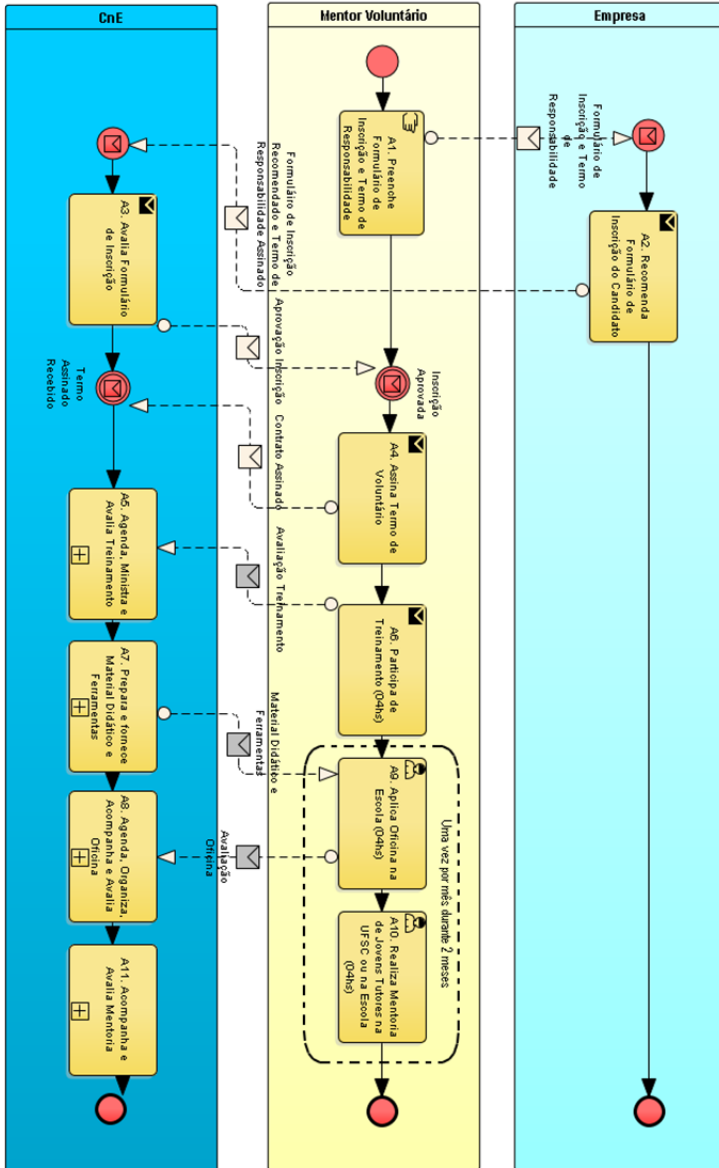 CnE
Mentor Voluntário
Empresa
A1. Preenche
Formulário de
Inscrição e Termo de
Responsabilidade
Formulário de
Inscrição e Termo
de
Responsabilidade
A2. Recomenda
Formulário de
Inscrição do Candidato
Formulário de Inscrição
Recomendado e Termo de
Responsabilidade Assinado
A3. Avalia Formulário
de Inscrição
Aprovação Inscrição
Inscrição
Aprovada
Termo
Assinado
Recebido
Contrato Assinado
A4. Assina Termo de
Voluntário
A5. Agenda, Ministra e
Avalia Treinamento
Avaliação Treinamento
A6. Participa de
Treinamento (04hs)
A7. Prepara e fornece
Material Didático e
Ferramentas
Material Didático e
Ferramentas
Uma vez por mês durante 2 meses
A9. Aplica Oficina na
Escola (04hs)
A8. Agenda, Organiza,
Acompanha e Avalia
Oficina
Avaliação
Oficina
A10. Realiza Mentoria
de Jovens Tutores na
UFSC ou na Escola
(04hs)
A11. Acompanha e
Avalia Mentoria